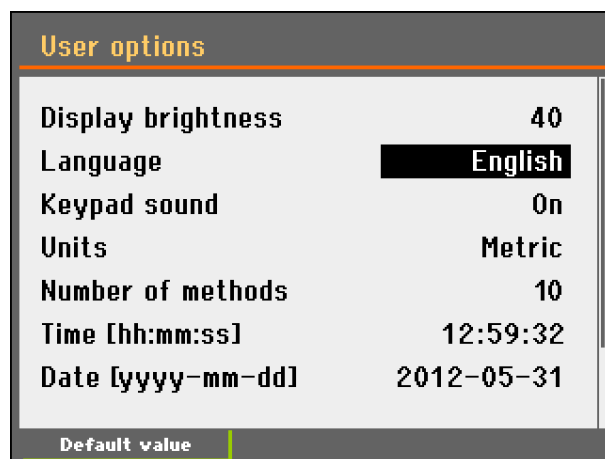 User options
Display brightness 40
Language English
Keypad sound On
Units Metric
Number of methods 10
Time [hh:mm:ss] 12:59:32
Date [yyyy-mm-dd] 2012-05-31
Default value